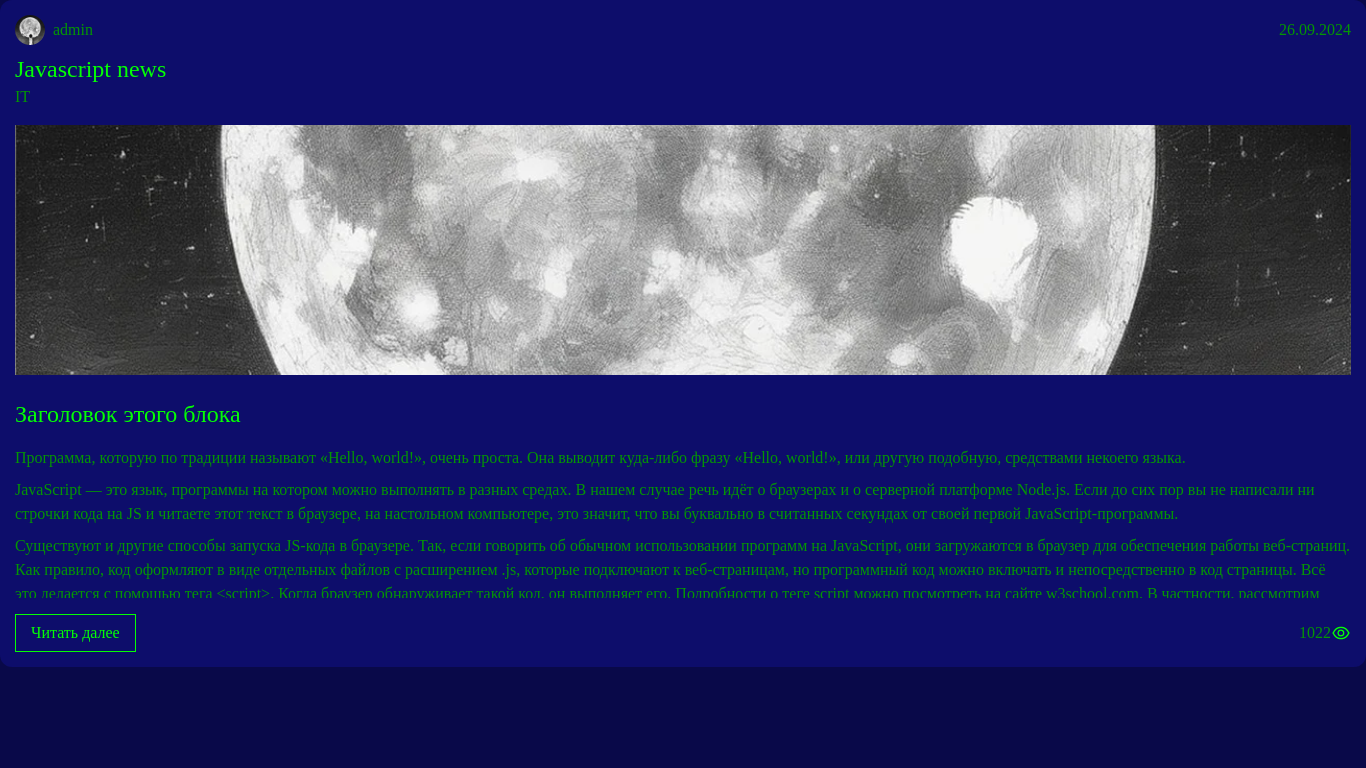 admin
26.09.2024
Javascript news
IT
Заголовок этого блока
Программа, которую по традиции называют «Hello, world!», очень проста. Она выводит куда-либо фразу «Hello, world!», или другую подобную, средствами некоего языка.
JavaScript — это язык, программы на котором можно выполнять в разных средах. В нашем случае речь идёт о браузерах и о серверной платформе Node.js. Если до сих пор вы не написали ни
строчки кода на JS и читаете этот текст в браузере, на настольном компьютере, это значит, что вы буквально в считанных секундах от своей первой JavaScript-программы.
Существуют и другие способы запуска JS-кода в браузере. Так, если говорить об обычном использовании программ на JavaScript, они загружаются в браузер для обеспечения работы веб-страниц.
Как правило, код оформляют в виде отдельных файлов с расширением .js, которые подключают к веб-страницам, но программный код можно включать и непосредственно в код страницы. Всё
это делается с помощью тега <script>. Когда браузер обнаруживает такой код, он выполняет его. Подробности о теге script можно посмотреть на сайте w3school.com. В частности, рассмотрим
Читать далее
1022